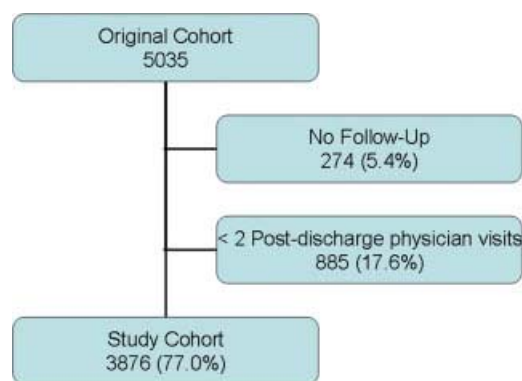 Original Cohort
5035
No Follow-Up
274 (5.4%)
< 2 Post-discharge physician visits
885 (17.6%)
Study Cohort
3876 (77.0%)